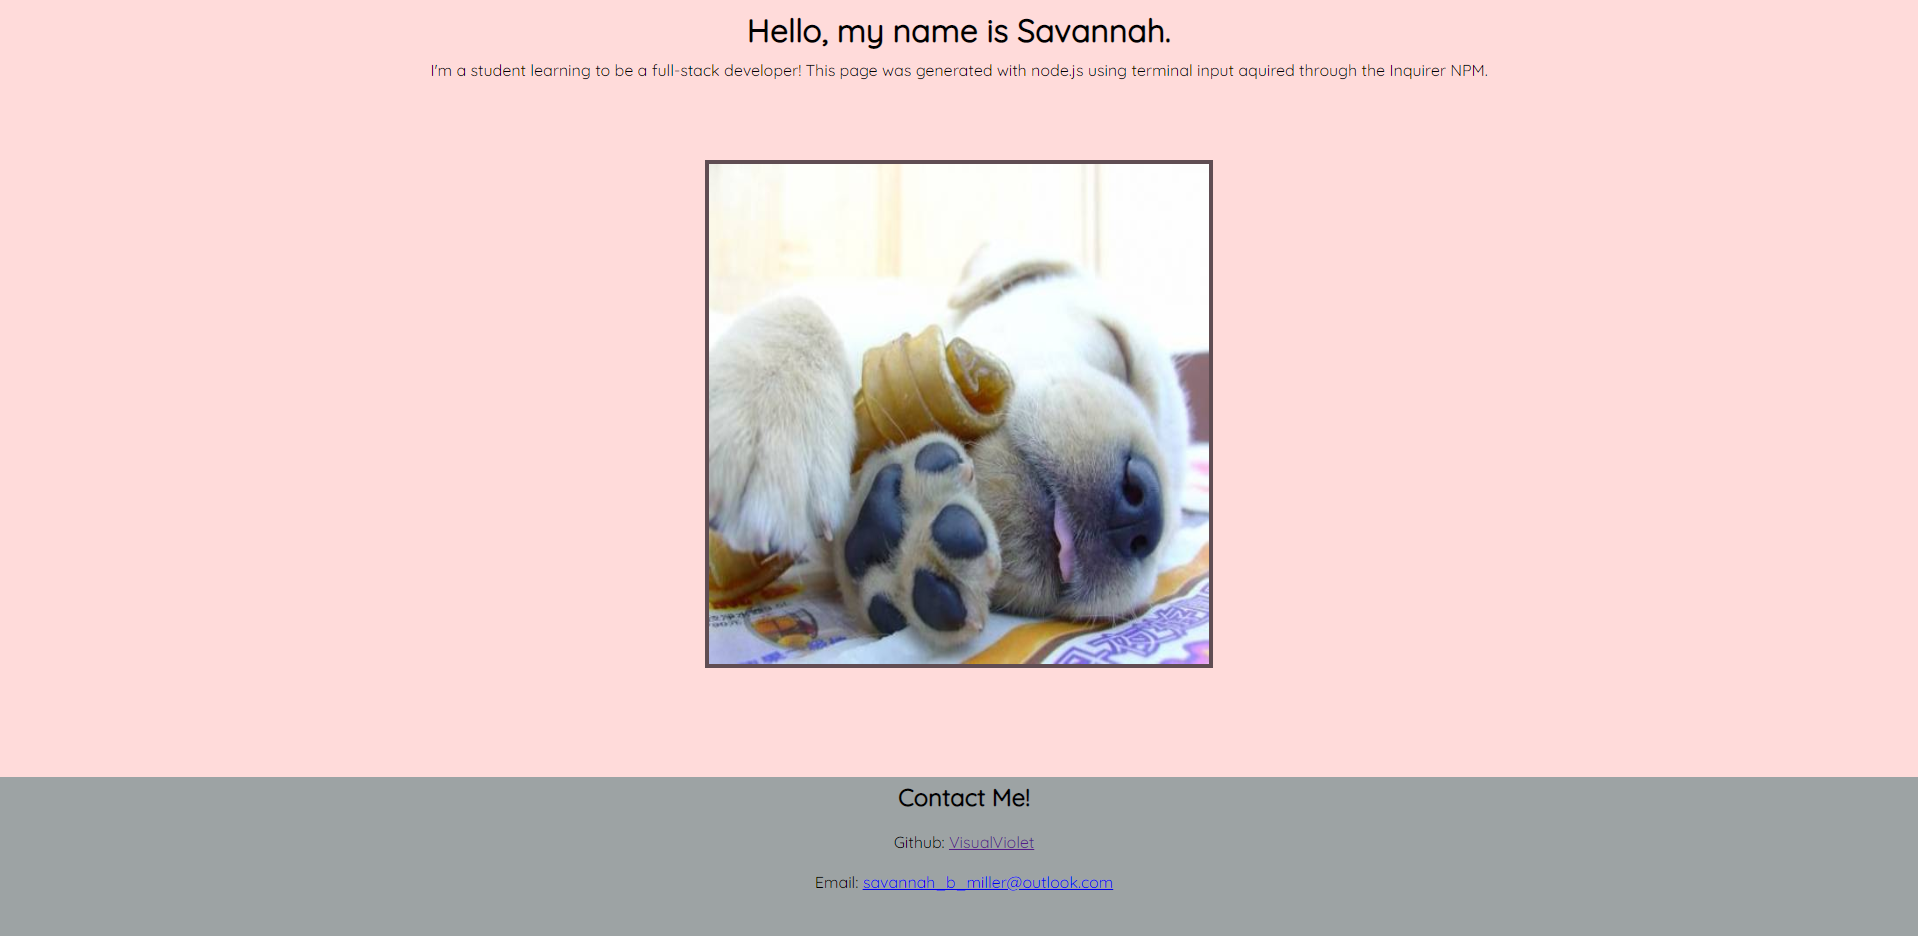 Hello, my name is Savannah.
I'm a student learning to be a full-stack developer! This page was generated with node.js using terminal input aquired through the Inquirer NPM.
Contact Me!
Github: VisualViolet
Email: savannah_b_miller@outlook.com